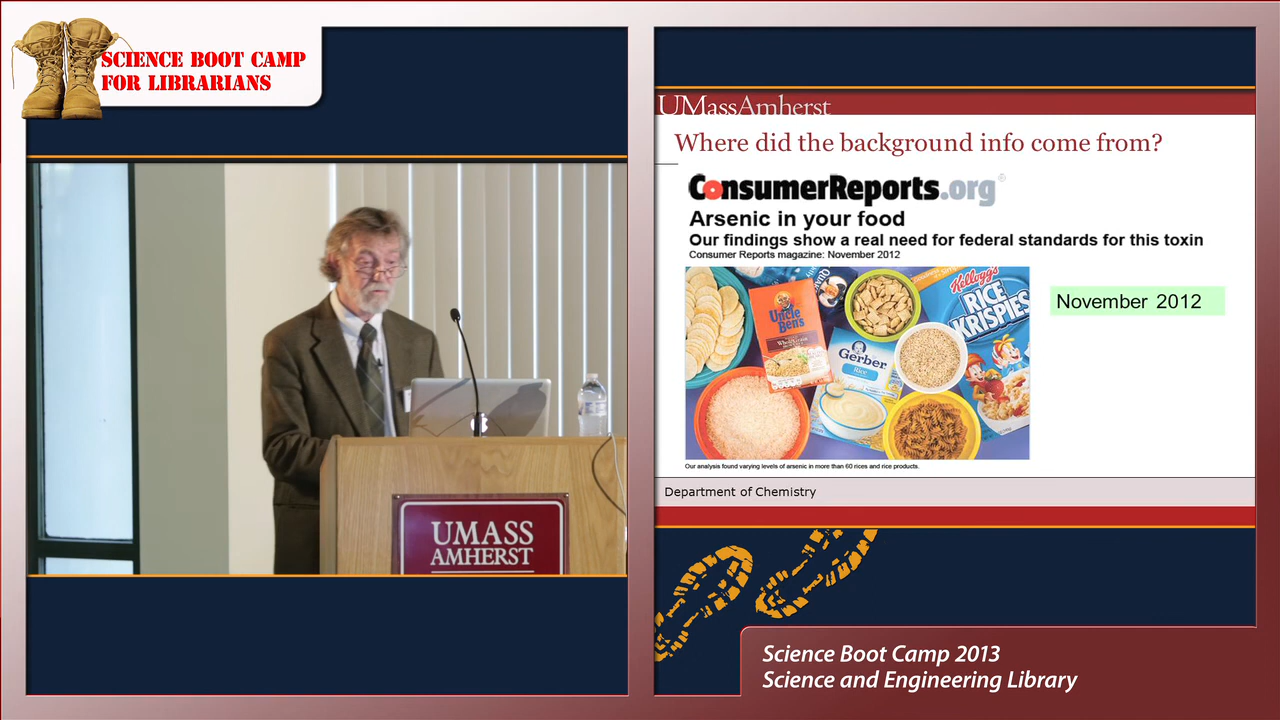 SCIENCE BOOT CAMP
FOR LIBRARIANS
UMASS
AMHERST
UMassAmherst
Where did the background info come from?
ConsumerReports.org®
Arsenic in your food
Our findings show a real need for federal standards for this toxin
Consumer Reports magazine: November 2012
Uncle
Ben's
Whole Grain
Gerber
Rice
Kellogg's
RICE
KRISPIES
November 2012
Our analysis found varying levels of arsenic in more than 60 rices and rice products.
Department of Chemistry
Science Boot Camp 2013
Science and Engineering Library